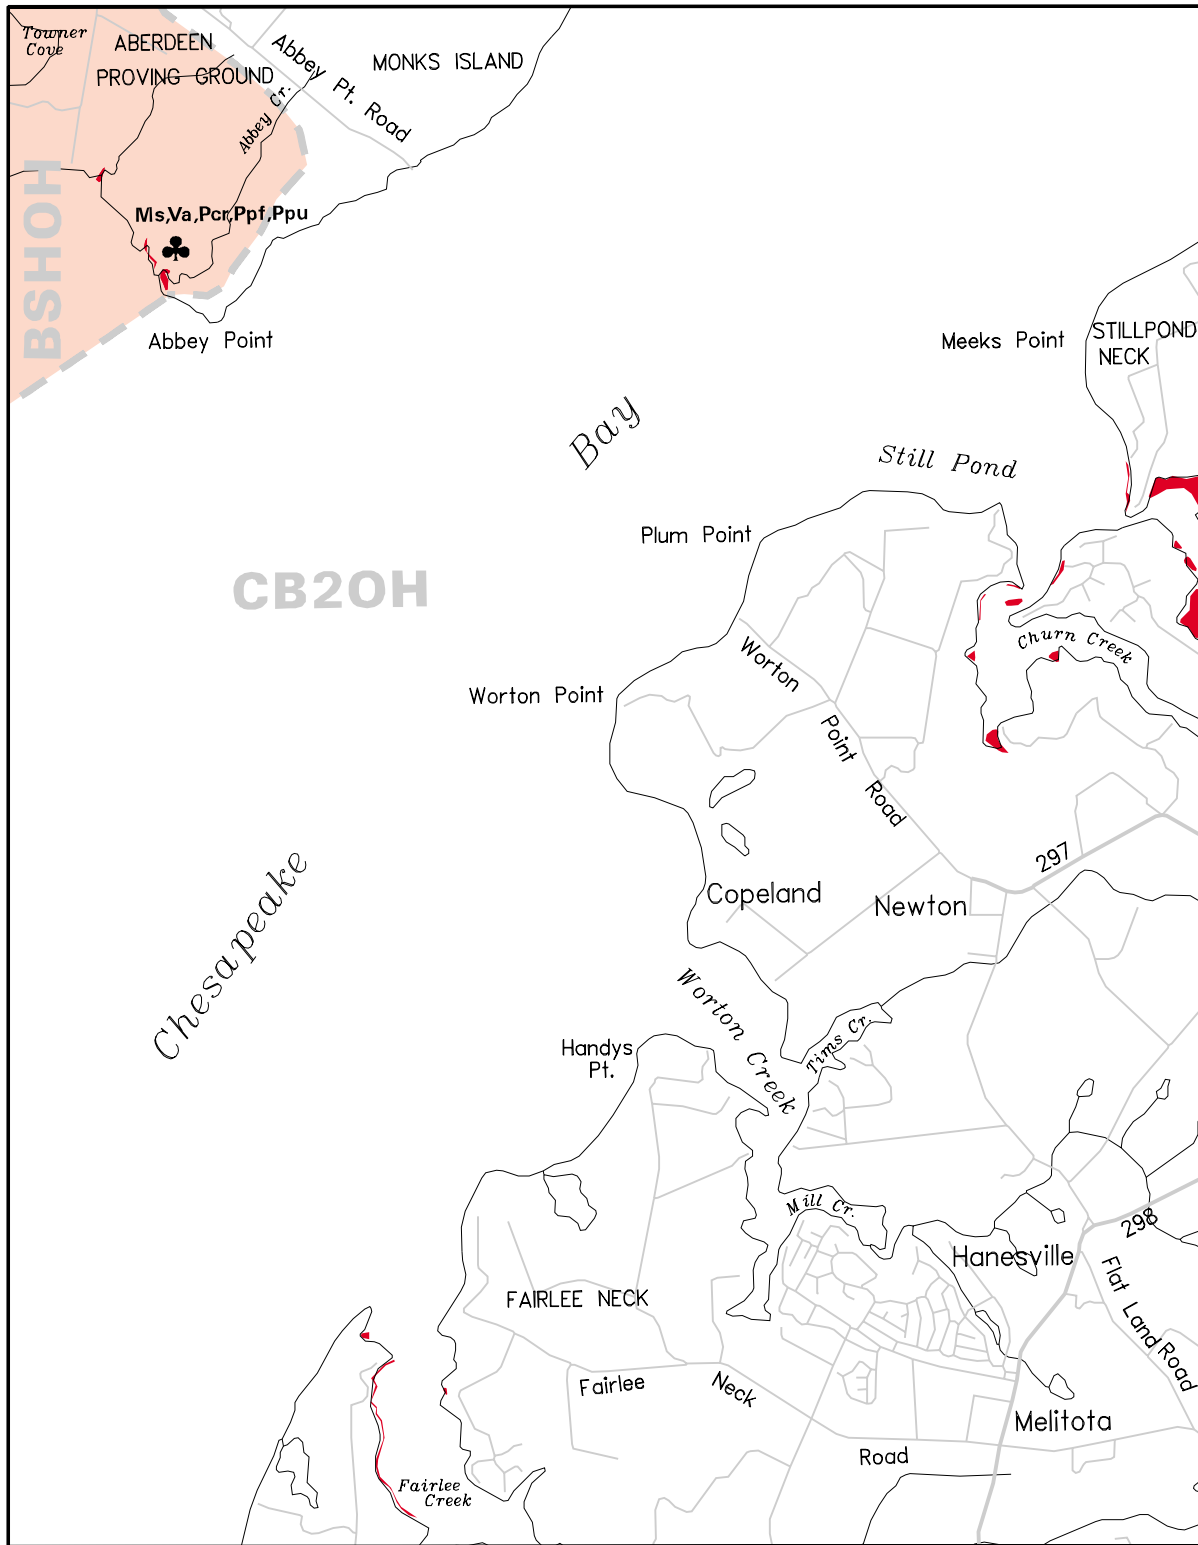 Towner
Cove
ABERDEEN
PROVING GROUND
Abbey Cr.
Abbey Pt. Road
MONKS ISLAND
BSHOH
Ms,Va,Pcr,Ppf,Ppu
Abbey Point
Meeks Point
STILLPOND
NECK
Bay
Still Pond
Plum Point
CB2OH
Churn Creek
Worton Point
Worton
Point
Road
297
Chesapeake
Copeland
Newton
Worton Creek
Tims Cr.
Handys
Pt.
Mill Cr.
298
Hanesville
Flat Land Road
FAIRLEE NECK
Fairlee
Neck
Road
Melitota
Fairlee
Creek